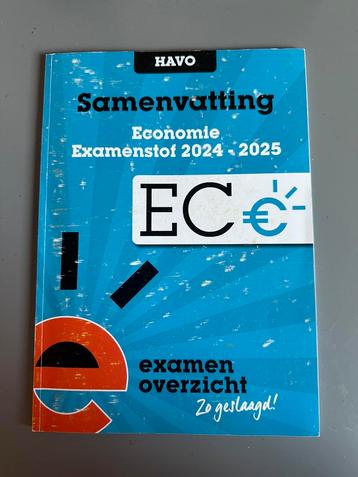 HAVO
Samenvatting
Economie
Examenstof 2024 - 2025
EC€
e
examen
overzicht
Zo geslaagd!